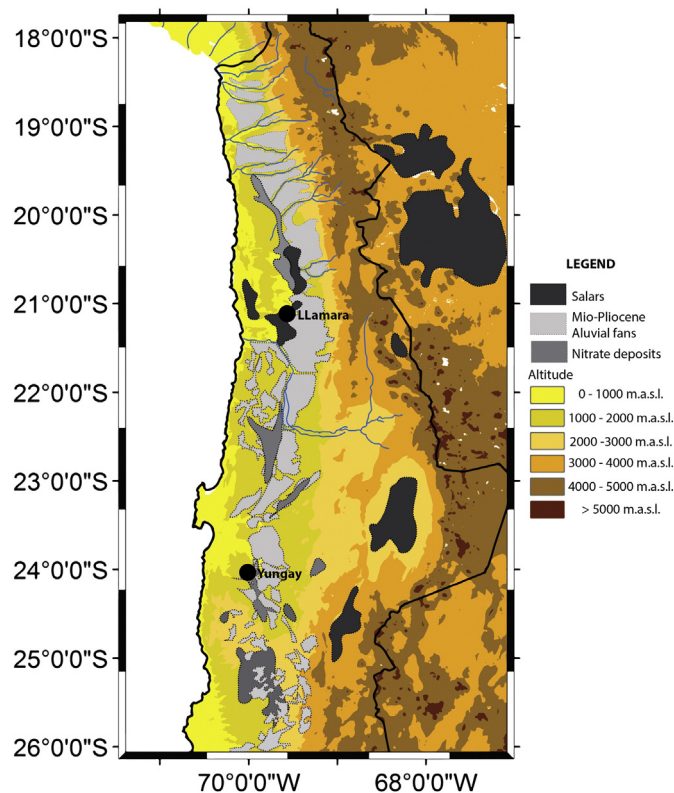 18°0'0"S
19°0'0"S
20°0'0"S
21°0'0"S
22°0'0"S
23°0'0"S
24°0'0"S
25°0'0"S
26°0'0"S
70°0'0"W
68°0'0"W
LLamara
Yungay
LEGEND
Salars
Mio-Pliocene
Aluvial fans
Nitrate deposits
Altitude
0 - 1000 m.a.s.l.
1000 - 2000 m.a.s.l.
2000 -3000 m.a.s.l.
3000 - 4000 m.a.s.l.
4000 - 5000 m.a.s.l.
> 5000 m.a.s.l.